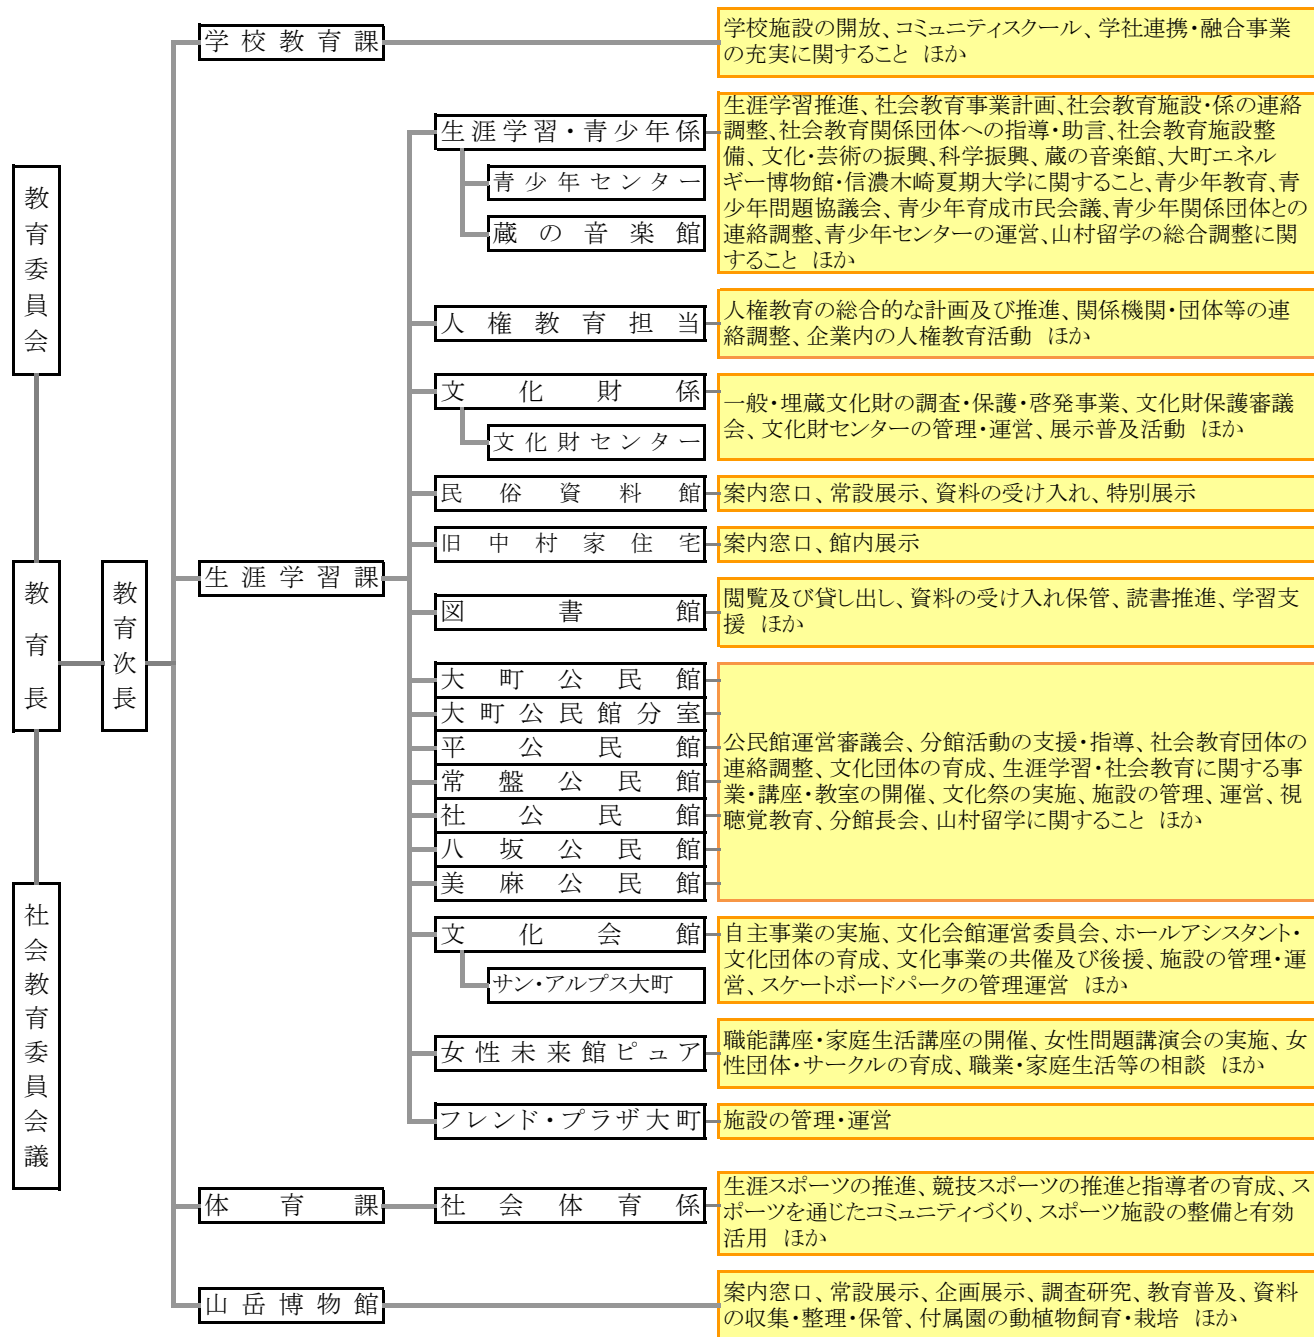 教育委員会
教育長
社会教育委員会議
教育次長
学校教育課
学校施設の開放、コミュニティスクール、学社連携・融合事業
の充実に関すること ほか
生涯学習課
生涯学習・青少年係
青少年センター
蔵の音楽館
生涯学習推進、社会教育事業計画、社会教育施設・係の連絡
調整、社会教育関係団体への指導・助言、社会教育施設整
備、文化・芸術の振興、科学振興、蔵の音楽館、大町エネル
ギー博物館・信濃木崎夏期大学に関すること、青少年教育、青
少年問題協議会、青少年育成市民会議、青少年関係団体との
連絡調整、青少年センターの運営、山村留学の総合調整に関
すること ほか
人権教育担当
人権教育の総合的な計画及び推進、関係機関・団体等の連
絡調整、企業内の人権教育活動 ほか
文化財係
文化財センター
一般・埋蔵文化財の調査・保護・啓発事業、文化財保護審議
会、文化財センターの管理・運営、展示普及活動 ほか
民俗資料館
案内窓口、常設展示、資料の受け入れ、特別展示
旧中村家住宅
案内窓口、館内展示
図書館
閲覧及び貸し出し、資料の受け入れ保管、読書推進、学習支
援 ほか
大町公民館
大町公民館分室
平公民館
常盤公民館
社公民館
八坂公民館
美麻公民館
公民館運営審議会、分館活動の支援・指導、社会教育団体の
連絡調整、文化団体の育成、生涯学習・社会教育に関する事
業・講座・教室の開催、文化祭の実施、施設の管理、運営、視
聴覚教育、分館長会、山村留学に関すること ほか
文化会館
サン・アルプス大町
自主事業の実施、文化会館運営委員会、ホールアシスタント・
文化団体の育成、文化事業の共催及び後援、施設の管理・運
営、スケートボードパークの管理運営 ほか
女性未来館ピュア
職能講座・家庭生活講座の開催、女性問題講演会の実施、女
性団体・サークルの育成、職業・家庭生活等の相談 ほか
フレンド・プラザ大町
施設の管理・運営
体育課
社会体育係
生涯スポーツの推進、競技スポーツの推進と指導者の育成、ス
ポーツを通じたコミュニティづくり、スポーツ施設の整備と有効
活用 ほか
山岳博物館
案内窓口、常設展示、企画展示、調査研究、教育普及、資料
の収集・整理・保管、付属園の動植物飼育・栽培 ほか